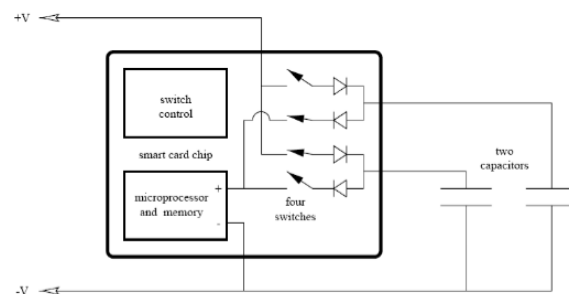 +V
switch
control
smart card chip
two
capacitors
microprocessor
and memory
+
-
four
switches
-V